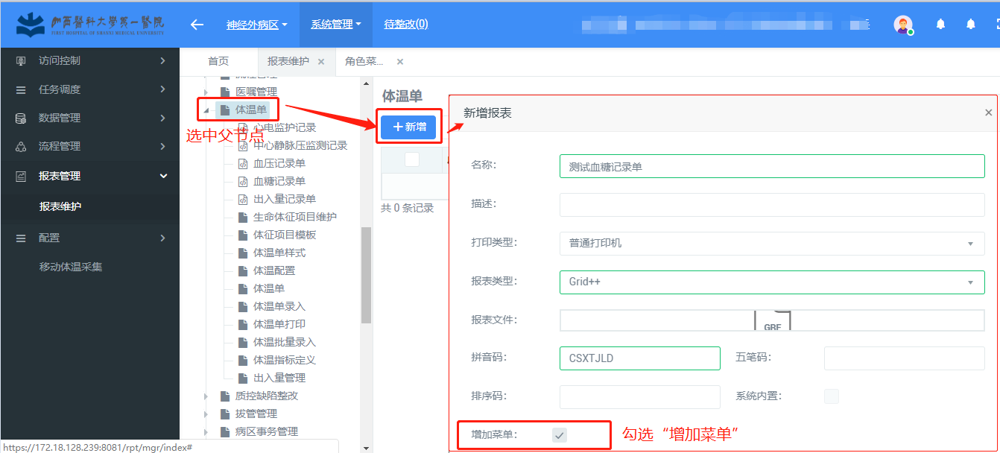 山西醫科大學第一醫院
FIRST HOSPITAL OF SHANXI MEDICAL UNIVERSITY
神经外病区
系统管理
待整改(0)
访问控制
任务调度
数据管理
流程管理
报表管理
报表维护
配置
移动体温采集
首页
报表维护 ×
角色菜... ×
医嘱管理
体温单
选中父节点
心电监护记录
中心静脉压监测记录
血压记录单
血糖记录单
出入量记录单
生命体征项目维护
体征项目模板
体温单样式
体温配置
体温单
体温单录入
体温单打印
体温批量录入
体温指标定义
出入量管理
质控缺陷整改
拔管管理
病区事务管理
体温单
+ 新增
共 0 条记录
新增报表 ×
名称: 测试血糖记录单
描述:
打印类型: 普通打印机
报表类型: Grid++
报表文件: GRF
拼音码: CSXTJLD
五笔码:
排序码:
系统内置:
增加菜单:
勾选“增加菜单”
https://172.18.128.239:8081/rpt/mgr/index#